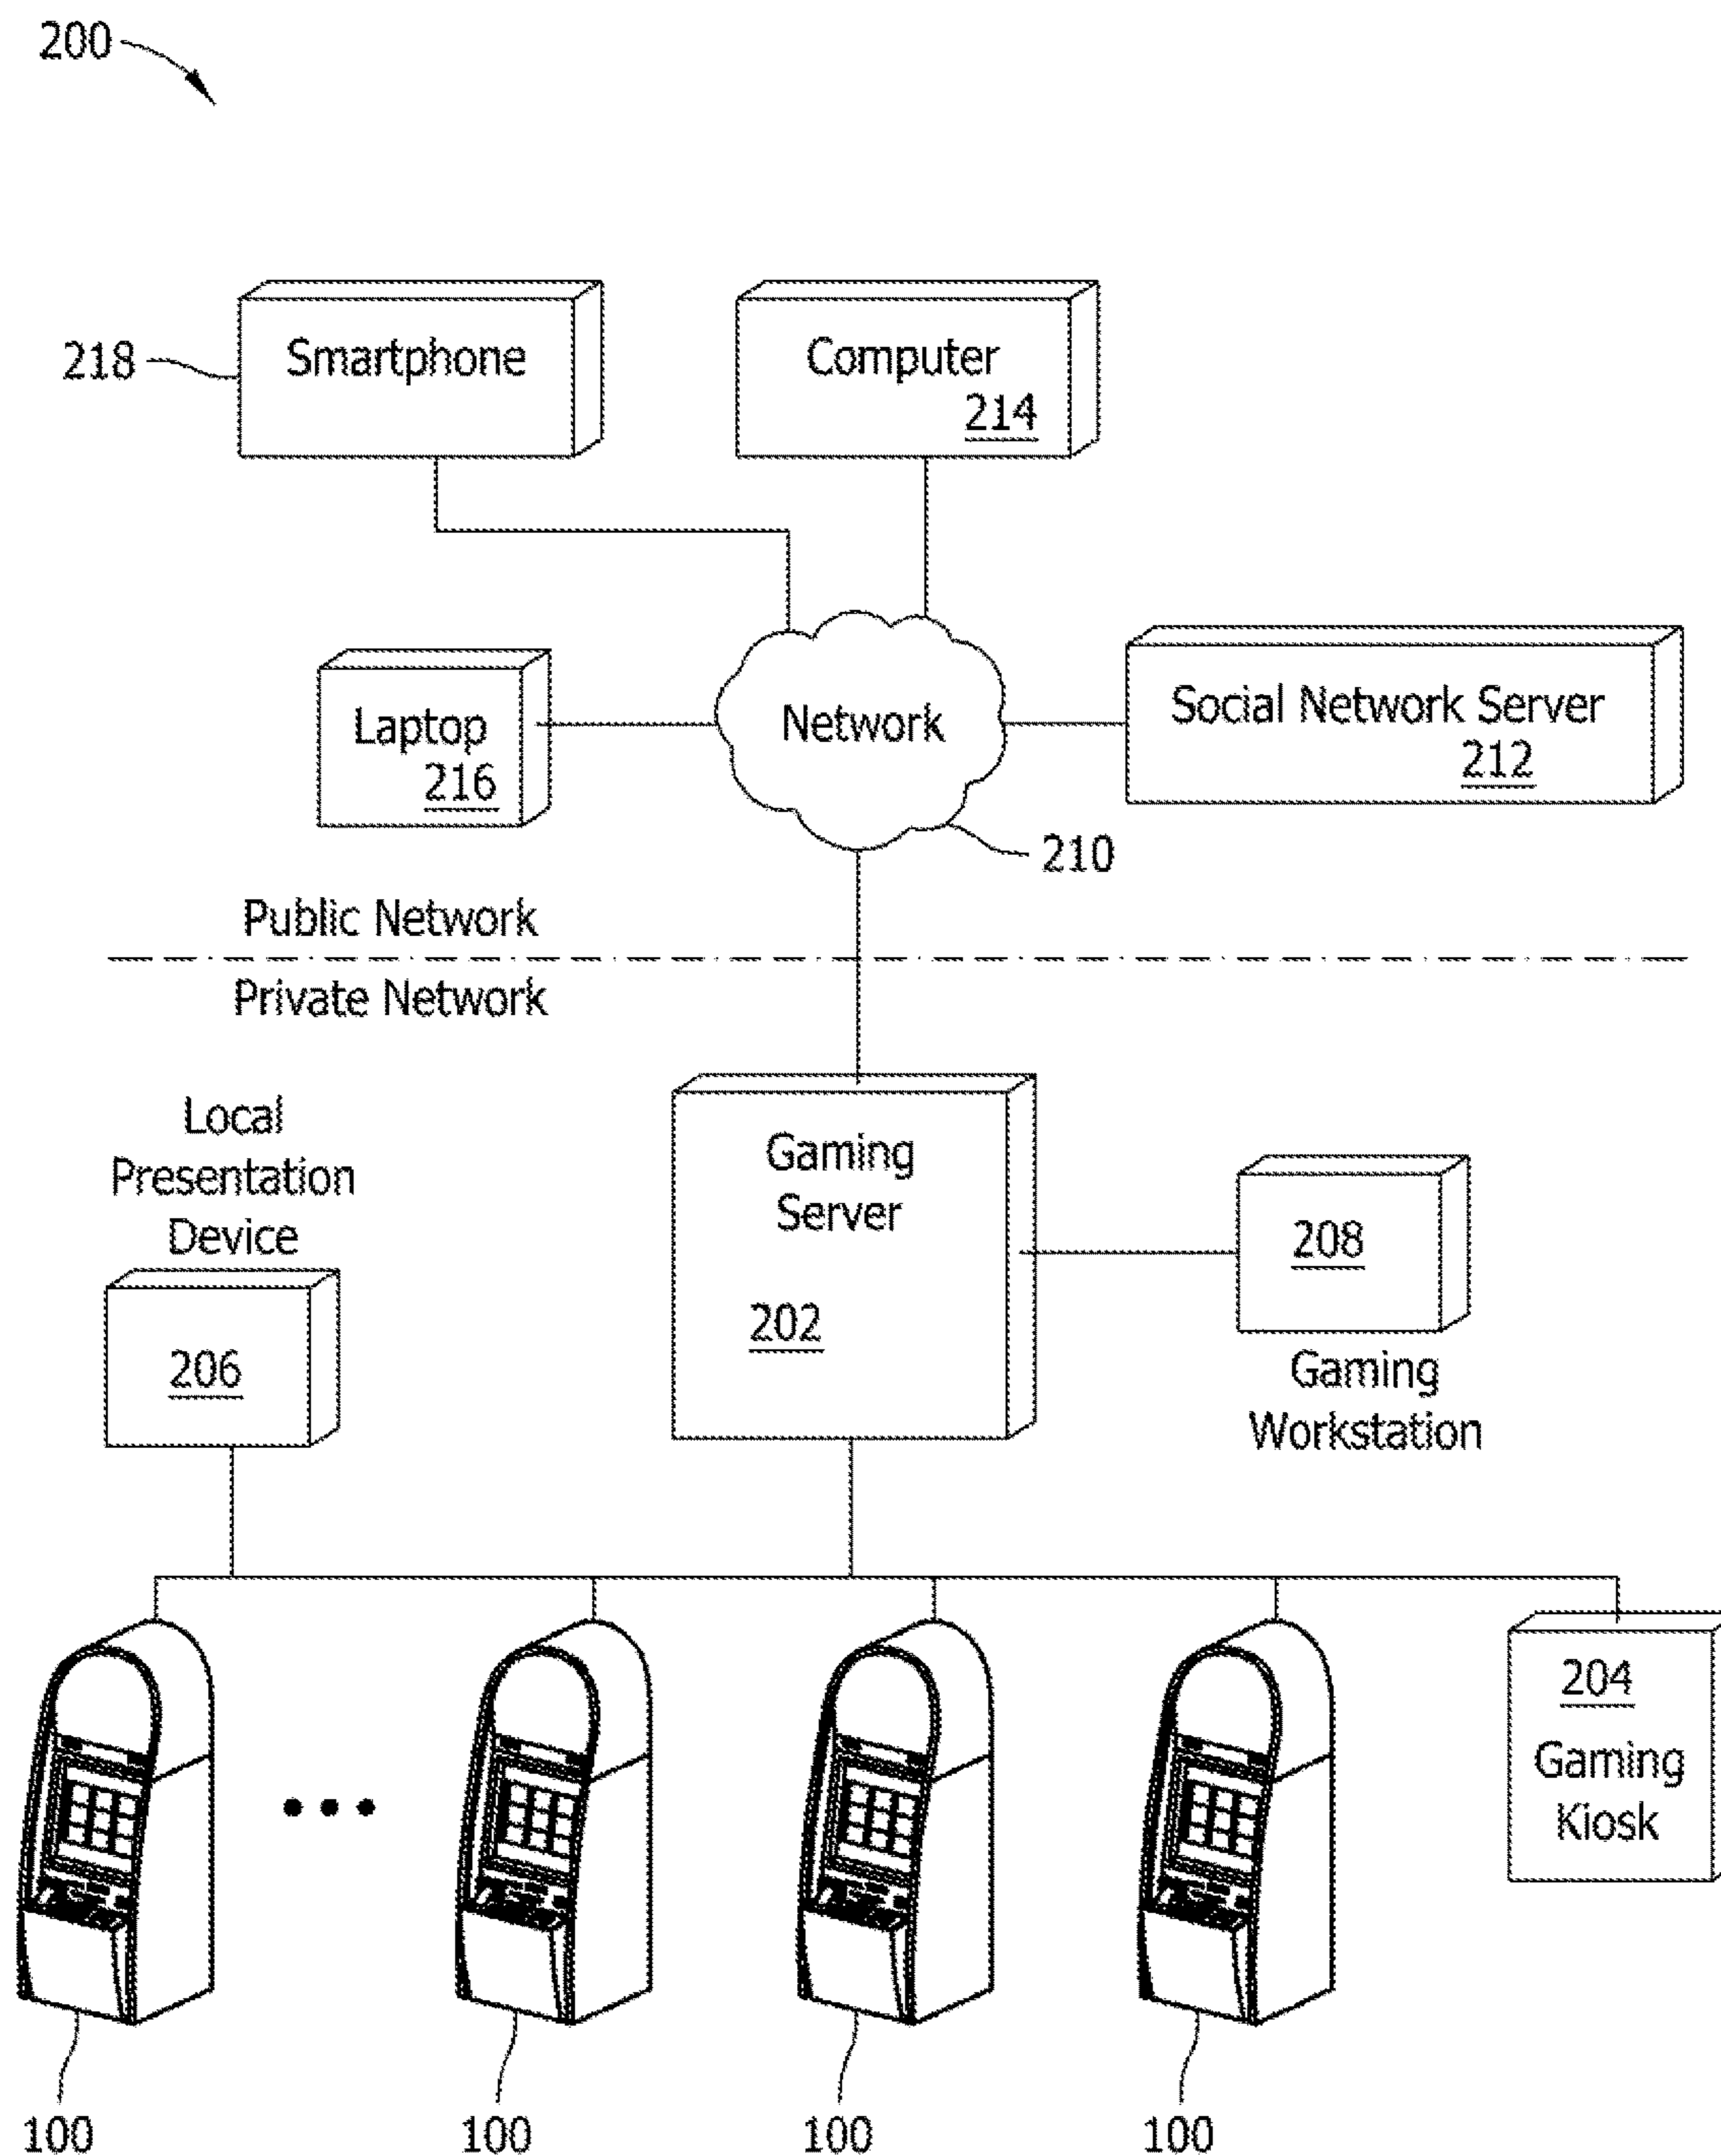 200
Smartphone
218
Computer
214
Network
Social Network Server
212
Laptop
216
210
Public Network
Private Network
Local
Presentation
Device
206
Gaming
Server
202
208
Gaming
Workstation
204
Gaming
Kiosk
100
100
100
100